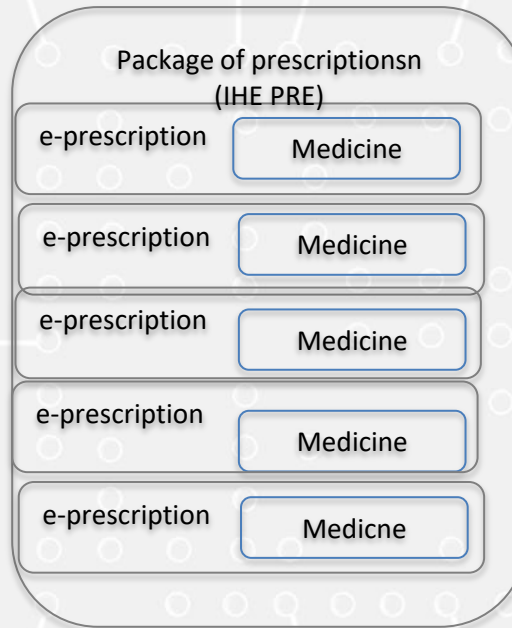 Package of prescriptionsn
(IHE PRE)
e-prescription
Medicine
e-prescription
Medicine
e-prescription
Medicine
e-prescription
Medicine
e-prescription
Medicne